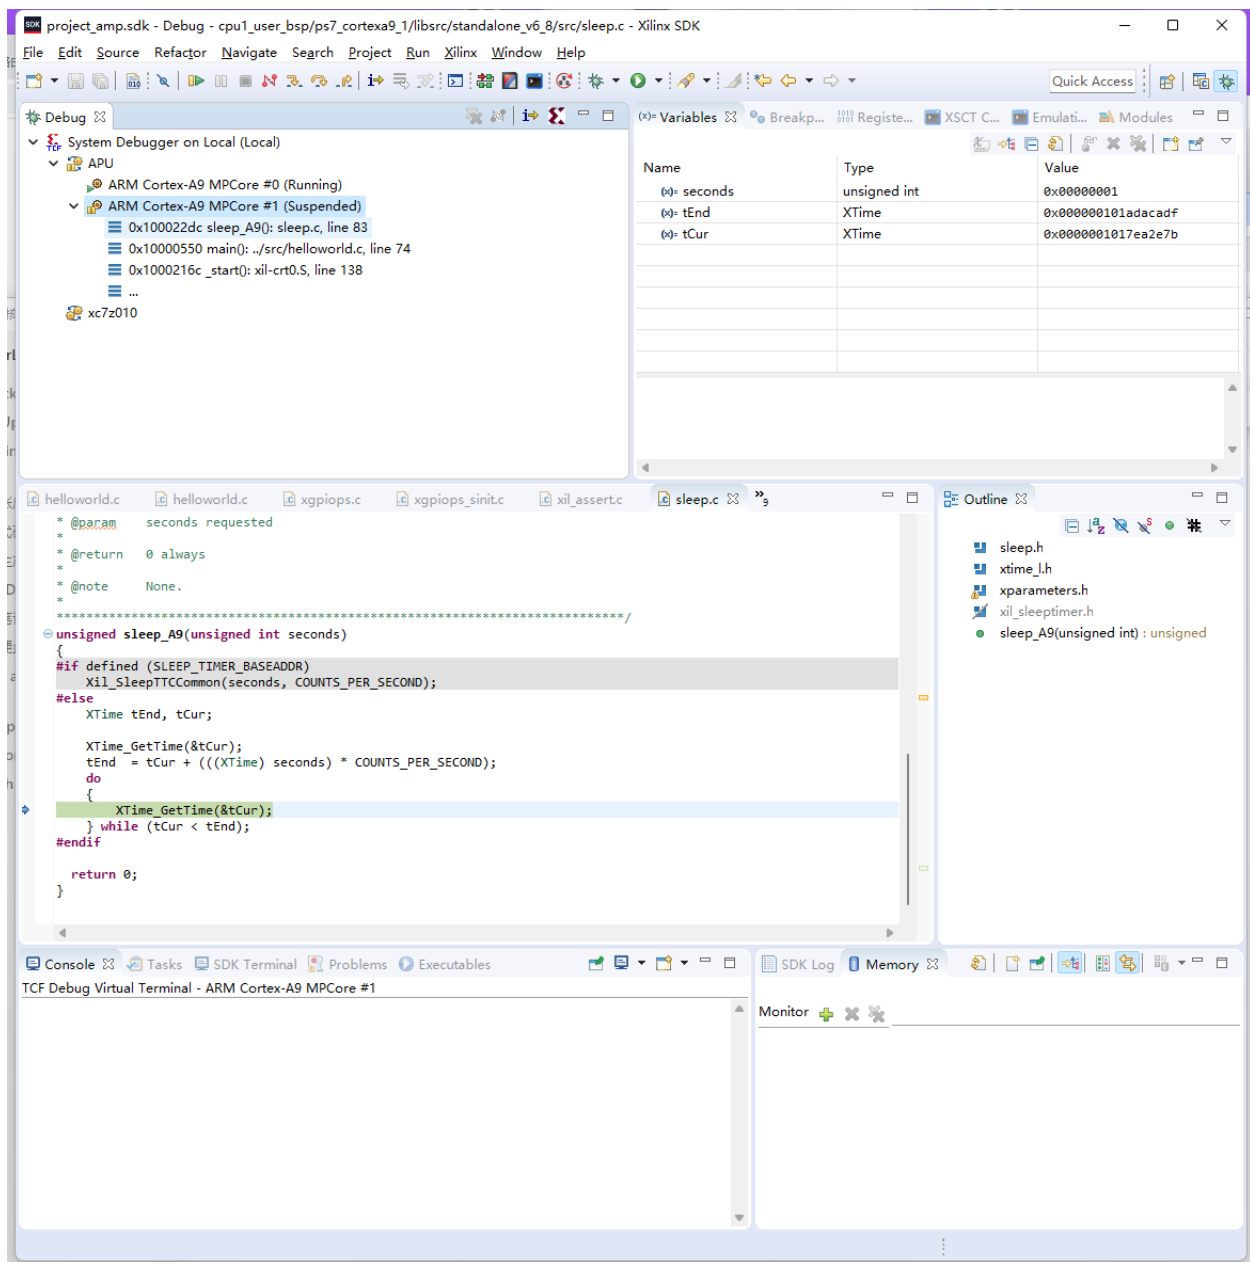 SDK project_amp.sdk - Debug - cpu1_user_bsp/ps7_cortexa9_1/libsrc/standalone_v6_8/src/sleep.c - Xilinx SDK
File Edit Source Refactor Navigate Search Project Run Xilinx Window Help
Quick Access
Debug
System Debugger on Local (Local)
APU
ARM Cortex-A9 MPCore #0 (Running)
ARM Cortex-A9 MPCore #1 (Suspended)
0x100022dc sleep_A9(): sleep.c, line 83
0x10000550 main(): ../src/helloworld.c, line 74
0x1000216c _start(): xil-crt0.S, line 138
...
xc7z010
(x)= Variables Breakp... Registe... XSCT C... Emulati... Modules
Name Type Value
(x)= seconds unsigned int 0x00000001
(x)= tEnd XTime 0x000000101adacadf
(x)= tCur XTime 0x0000001017ea2e7b
helloworld.c helloworld.c xgpiops.c xgpiops_sinit.c xil_assert.c sleep.c »9
* @param seconds requested
*
* @return 0 always
*
* @note None.
*
****************************************************************************/
unsigned sleep_A9(unsigned int seconds)
{
#if defined (SLEEP_TIMER_BASEADDR)
Xil_SleepTTCCommon(seconds, COUNTS_PER_SECOND);
#else
XTime tEnd, tCur;
XTime_GetTime(&tCur);
tEnd = tCur + (((XTime) seconds) * COUNTS_PER_SECOND);
do
{
XTime_GetTime(&tCur);
} while (tCur < tEnd);
#endif
return 0;
}
Outline
sleep.h
xtime_l.h
xparameters.h
xil_sleeptimer.h
sleep_A9(unsigned int) : unsigned
Console Tasks SDK Terminal Problems Executables
TCF Debug Virtual Terminal - ARM Cortex-A9 MPCore #1
SDK Log Memory
Monitor